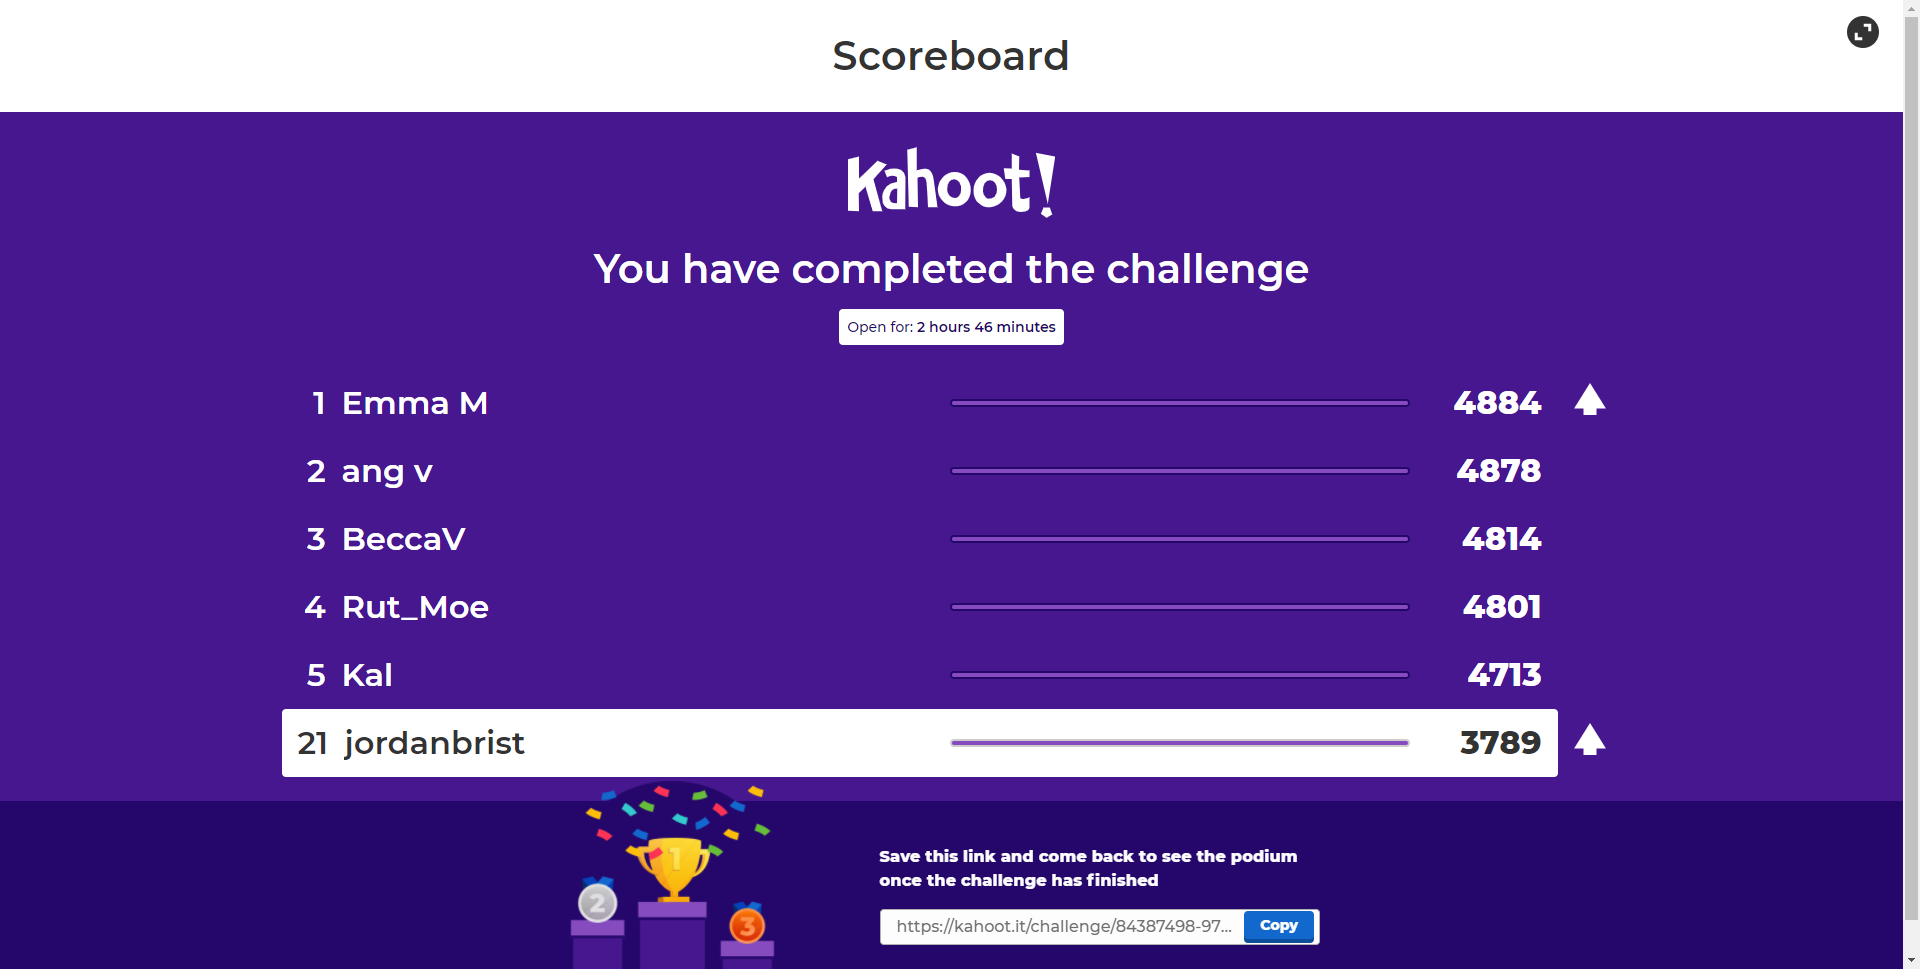 Scoreboard
Kahoot!
You have completed the challenge
Open for: 2 hours 46 minutes
1 Emma M 4884
2 ang v 4878
3 BeccaV 4814
4 Rut_Moe 4801
5 Kal 4713
21 jordanbrist 3789
1
2
3
Save this link and come back to see the podium
once the challenge has finished
https://kahoot.it/challenge/84387498-97... Copy